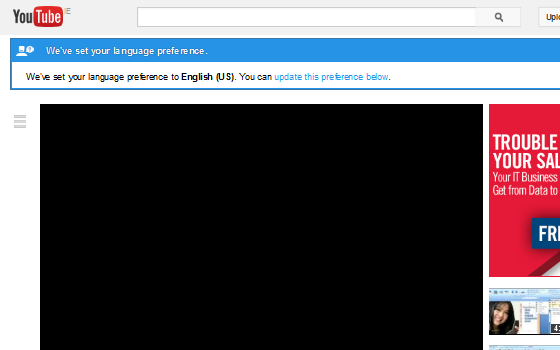 YouTube IE
Uplo
We've set your language preference.
We've set your language preference to English (US). You can update this preference below.
TROUBLE
YOUR SAL
Your IT Business
Get from Data to
FRE